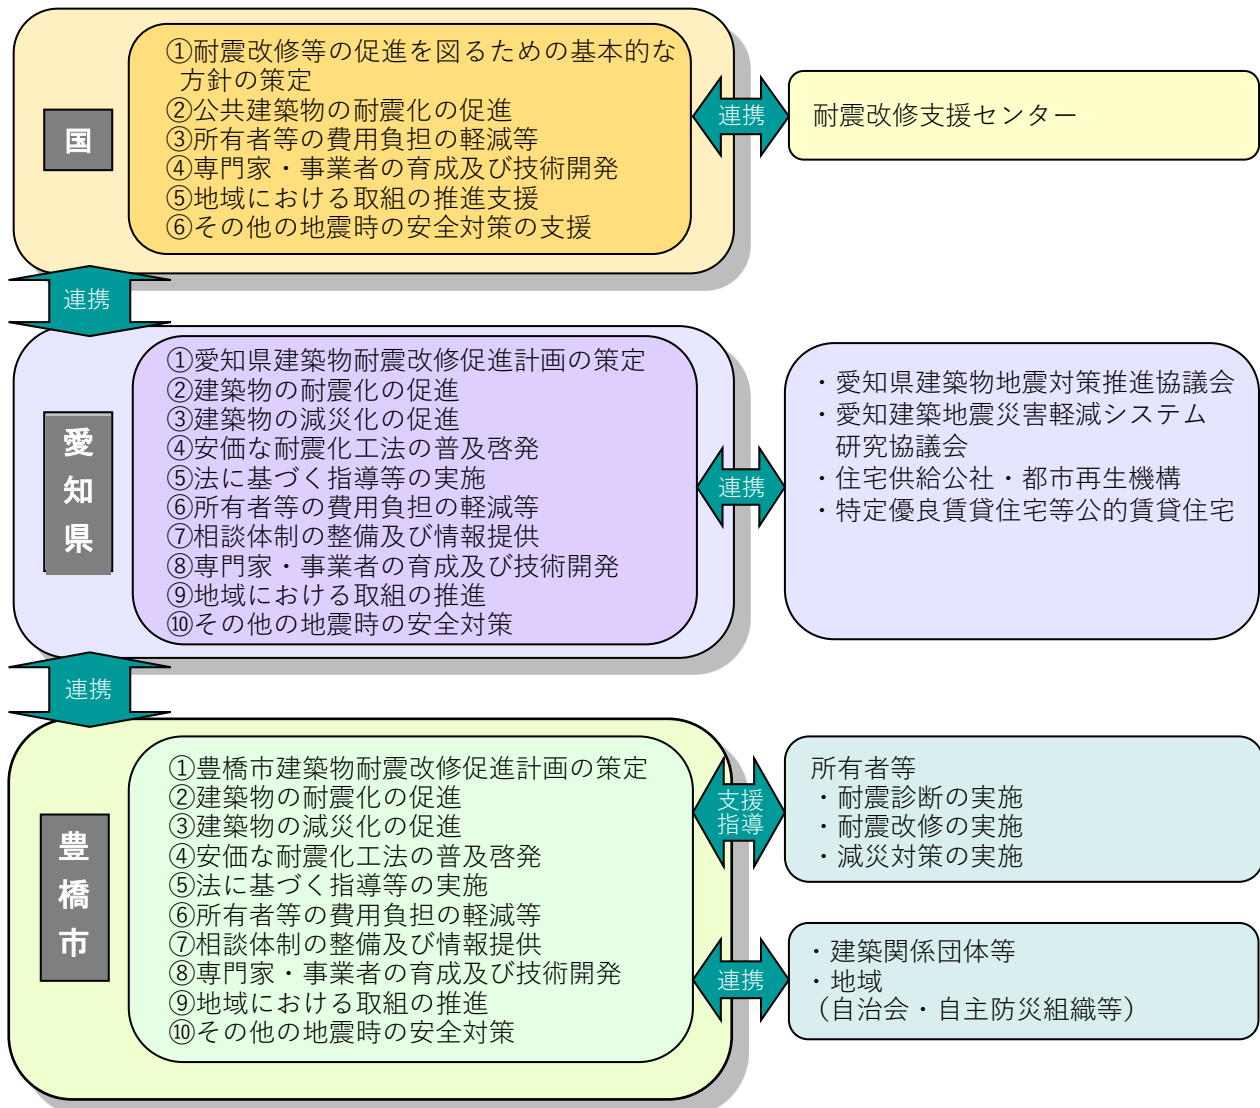 国
①耐震改修等の促進を図るための基本的な
方針の策定
②公共建築物の耐震化の促進
③所有者等の費用負担の軽減等
④専門家・事業者の育成及び技術開発
⑤地域における取組の推進支援
⑥その他の地震時の安全対策の支援
連携
耐震改修支援センター
連携
愛知県
①愛知県建築物耐震改修促進計画の策定
②建築物の耐震化の促進
③建築物の減災化の促進
④安価な耐震化工法の普及啓発
⑤法に基づく指導等の実施
⑥所有者等の費用負担の軽減等
⑦相談体制の整備及び情報提供
⑧専門家・事業者の育成及び技術開発
⑨地域における取組の推進
⑩その他の地震時の安全対策
連携
・愛知県建築物地震対策推進協議会
・愛知建築地震災害軽減システム
研究協議会
・住宅供給公社・都市再生機構
・特定優良賃貸住宅等公的賃貸住宅
連携
豊橋市
①豊橋市建築物耐震改修促進計画の策定
②建築物の耐震化の促進
③建築物の減災化の促進
④安価な耐震化工法の普及啓発
⑤法に基づく指導等の実施
⑥所有者等の費用負担の軽減等
⑦相談体制の整備及び情報提供
⑧専門家・事業者の育成及び技術開発
⑨地域における取組の推進
⑩その他の地震時の安全対策
支援
指導
所有者等
・耐震診断の実施
・耐震改修の実施
・減災対策の実施
連携
・建築関係団体等
・地域
（自治会・自主防災組織等）